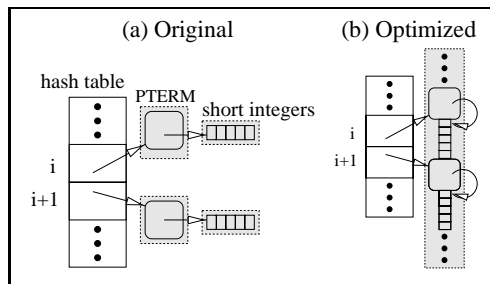 (a) Original
hash table
PTERM
short integers
i
i+1
(b) Optimized
i
i+1